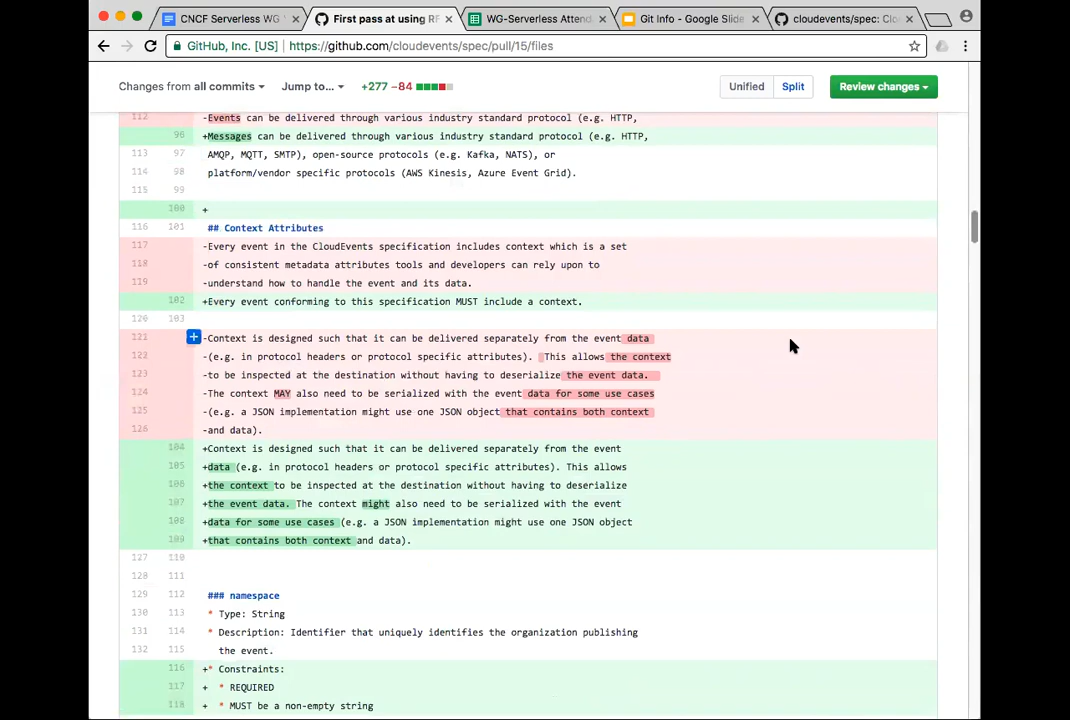 CNCF Serverless WG
First pass at using RF
WG-Serverless Attend
Git Info - Google Slide
cloudevents/spec: Clo
GitHub, Inc. [US] | https://github.com/cloudevents/spec/pull/15/files
Changes from all commits Jump to... +277 −84 Unified Split Review changes
112 -Events can be delivered through various industry standard protocol (e.g. HTTP,
96 +Messages can be delivered through various industry standard protocol (e.g. HTTP,
113 97 AMQP, MQTT, SMTP), open-source protocols (e.g. Kafka, NATS), or
114 98 platform/vendor specific protocols (AWS Kinesis, Azure Event Grid).
115 99
100 +
116 101 ## Context Attributes
117 -Every event in the CloudEvents specification includes context which is a set
118 -of consistent metadata attributes tools and developers can rely upon to
119 -understand how to handle the event and its data.
102 +Every event conforming to this specification MUST include a context.
120 103
121 -Context is designed such that it can be delivered separately from the event data
122 -(e.g. in protocol headers or protocol specific attributes). This allows the context
123 -to be inspected at the destination without having to deserialize the event data.
124 -The context MAY also need to be serialized with the event data for some use cases
125 -(e.g. a JSON implementation might use one JSON object that contains both context
126 -and data).
104 +Context is designed such that it can be delivered separately from the event
105 +data (e.g. in protocol headers or protocol specific attributes). This allows
106 +the context to be inspected at the destination without having to deserialize
107 +the event data. The context might also need to be serialized with the event
108 +data for some use cases (e.g. a JSON implementation might use one JSON object
109 +that contains both context and data).
127 110
128 111
129 112 ### namespace
130 113 * Type: String
131 114 * Description: Identifier that uniquely identifies the organization publishing
132 115 the event.
116 +* Constraints:
117 + * REQUIRED
118 + * MUST be a non-empty string